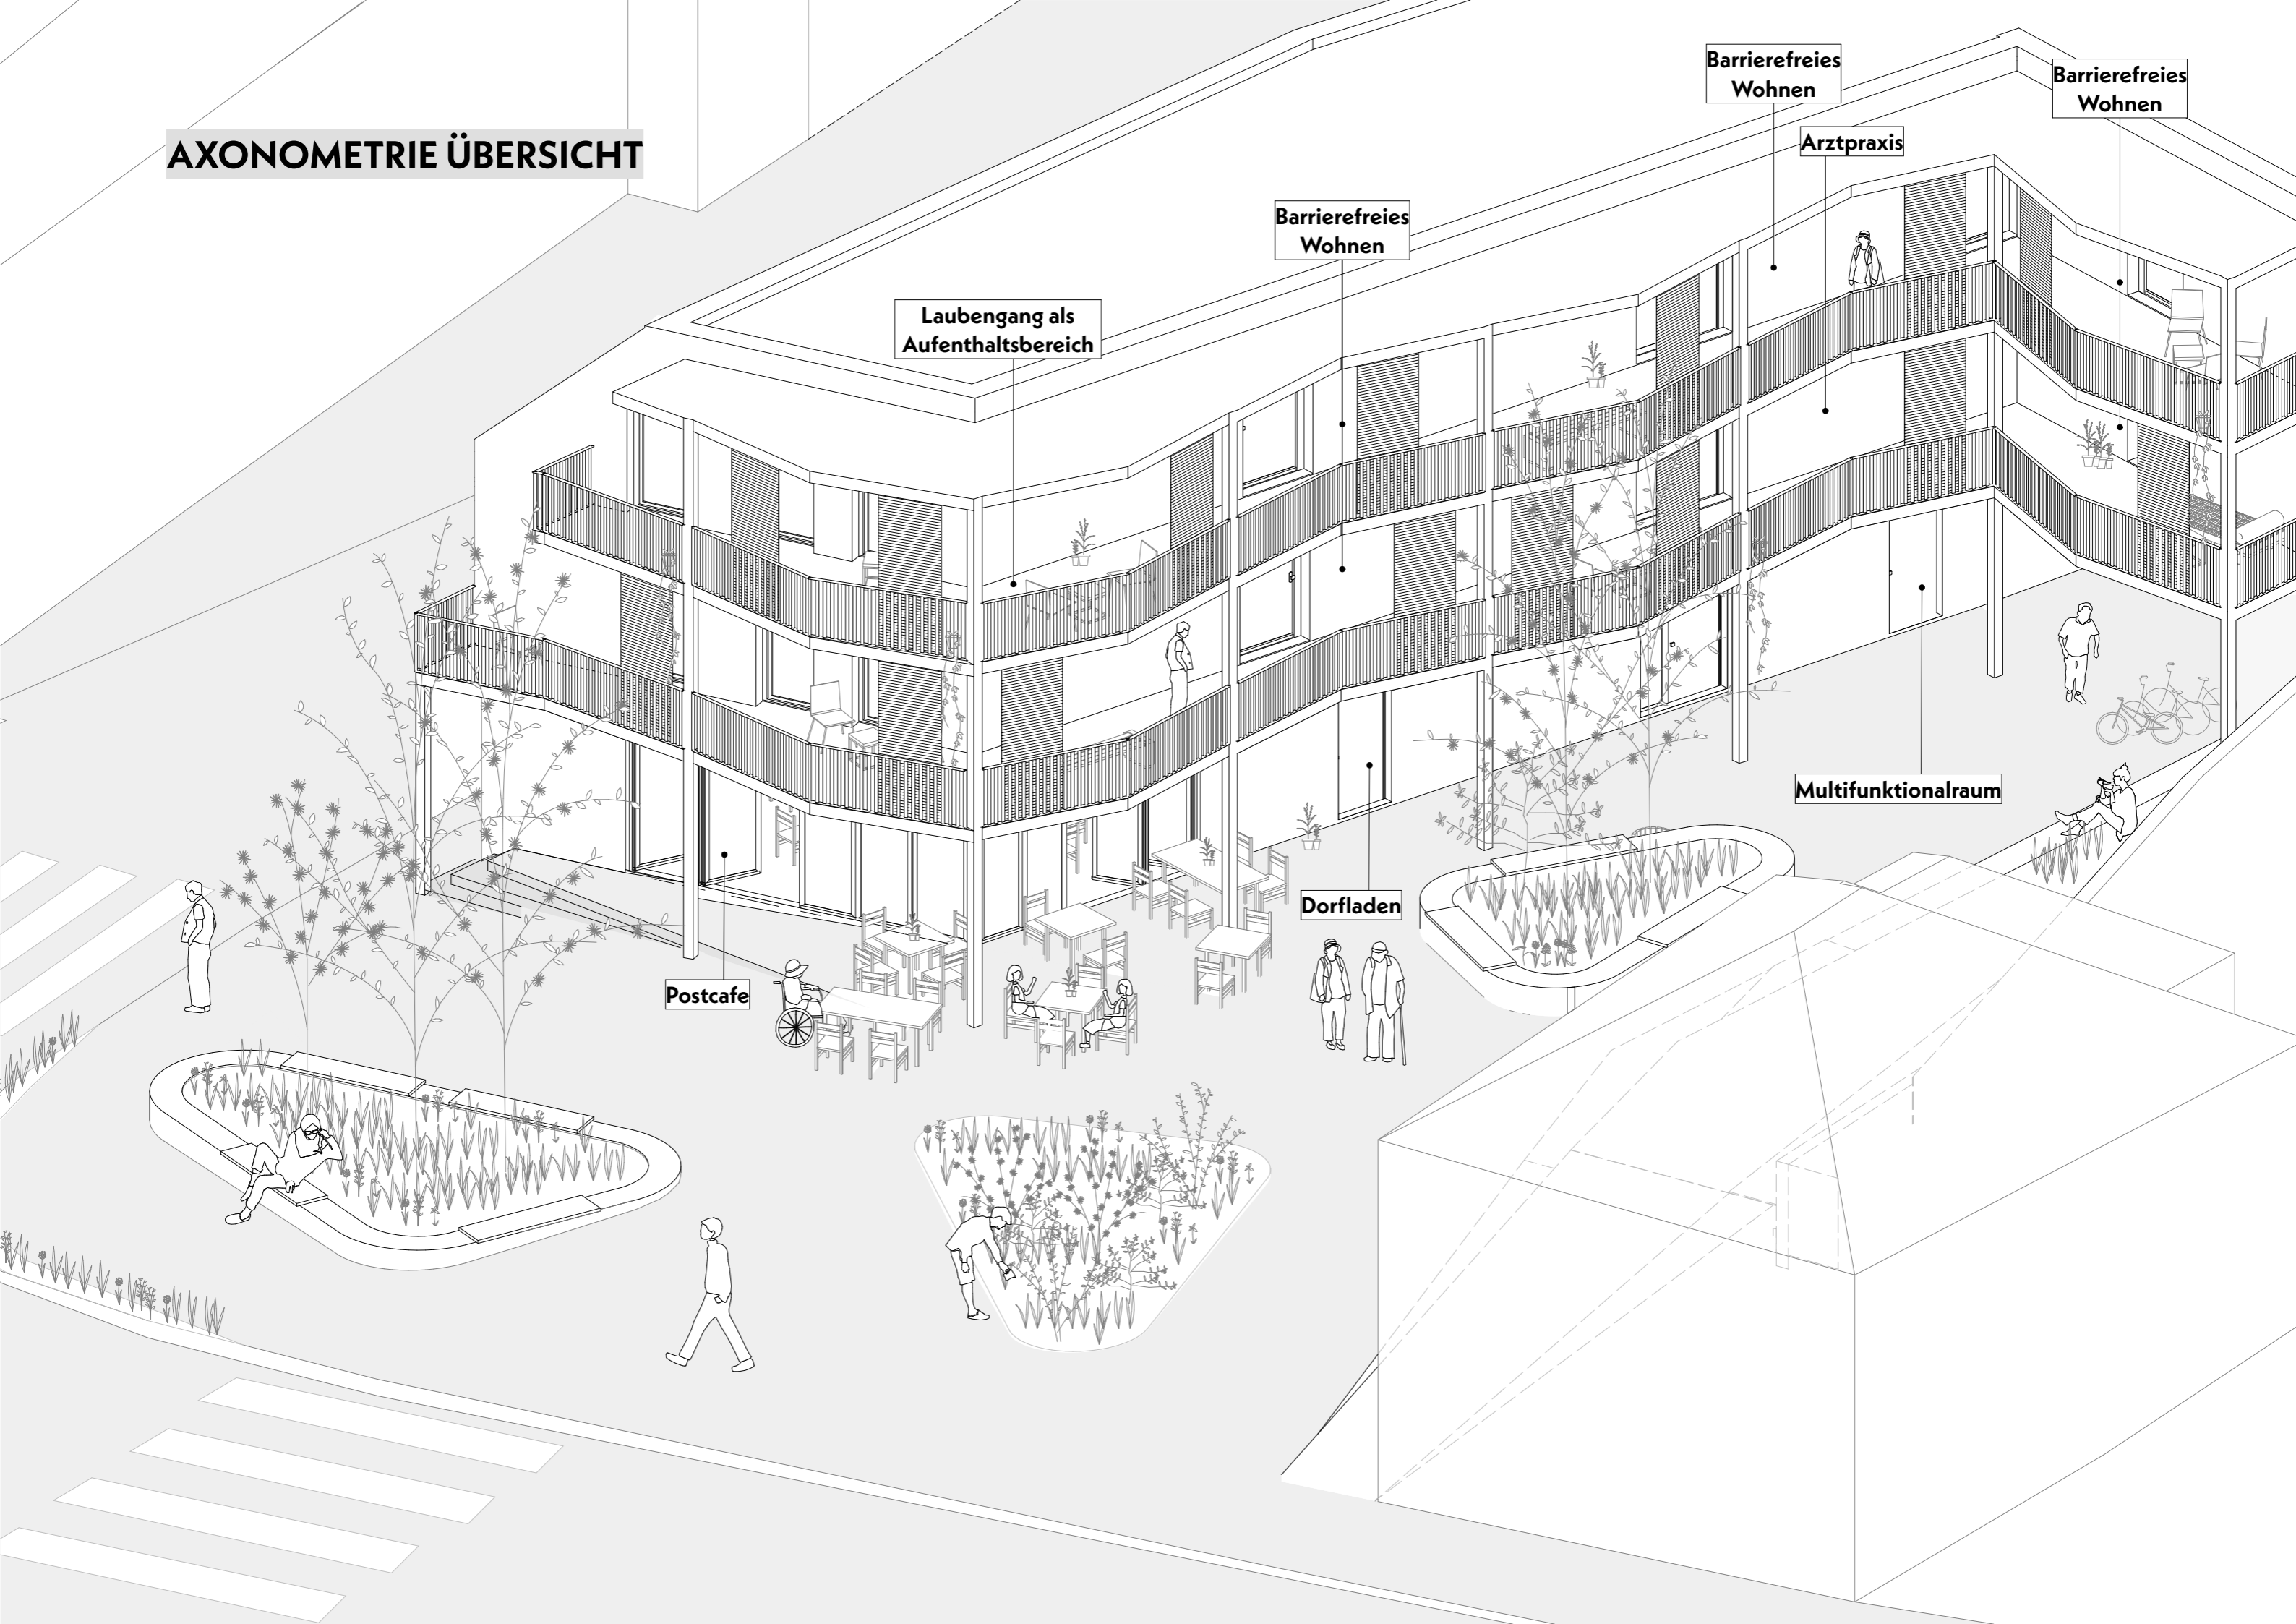 AXONOMETRIE ÜBERSICHT
Barrierefreies
Wohnen
Barrierefreies
Wohnen
Arztpraxis
Barrierefreies
Wohnen
Laubengang als
Aufenthaltsbereich
Multifunktionalraum
Dorfladen
Postcafe